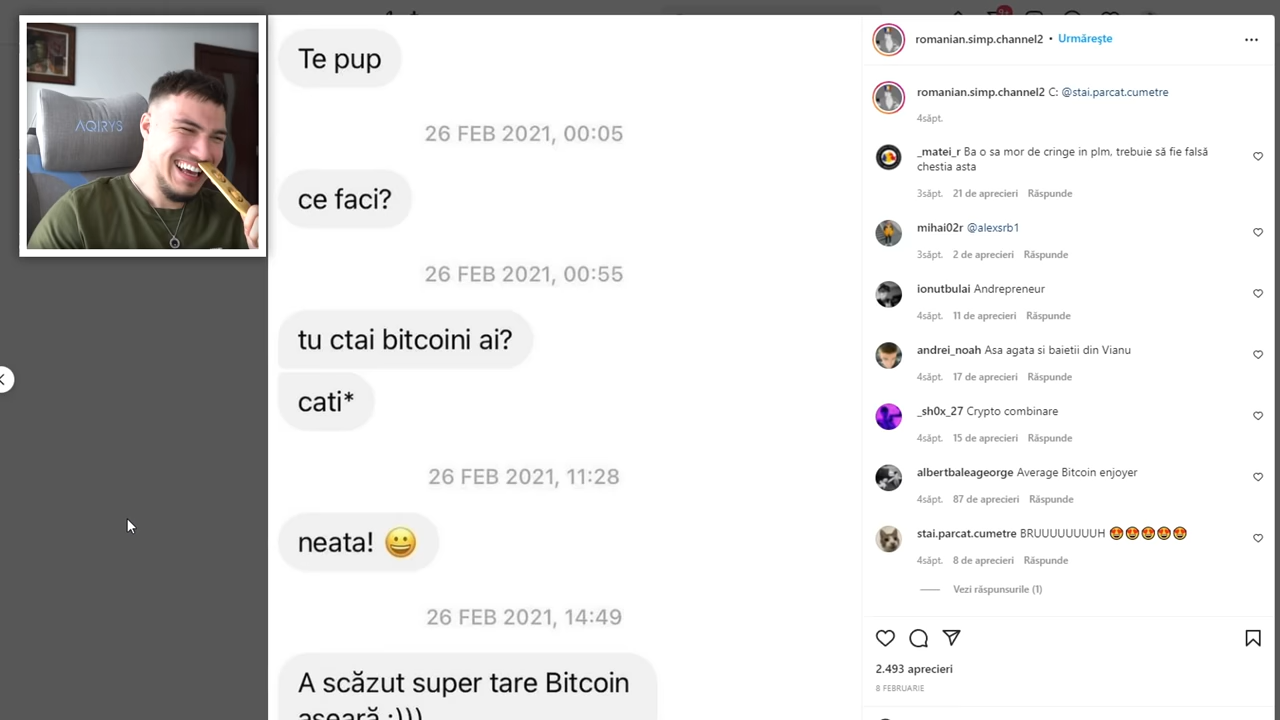 AQIRYS
Te pup
26 FEB 2021, 00:05
ce faci?
26 FEB 2021, 00:55
tu ctai bitcoini ai?
cati*
26 FEB 2021, 11:28
neata! 😀
26 FEB 2021, 14:49
A scăzut super tare Bitcoin
aseară :)))
romanian.simp.channel2 • Urmărește
romanian.simp.channel2 C: @stai.parcat.cumetre
4săpt.
_matei_r Ba o sa mor de cringe in plm, trebuie să fie falsă
chestia asta
3săpt. 21 de aprecieri Răspunde
mihai02r @alexsrb1
3săpt. 2 de aprecieri Răspunde
ionutbulai Andrepreneur
4săpt. 11 de aprecieri Răspunde
andrei_noah Asa agata si baietii din Vianu
4săpt. 17 de aprecieri Răspunde
_sh0x_27 Crypto combinare
4săpt. 15 de aprecieri Răspunde
albertbaleageorge Average Bitcoin enjoyer
4săpt. 87 de aprecieri Răspunde
stai.parcat.cumetre BRUUUUUUUUH 😍😍😍😍😍
4săpt. 8 de aprecieri Răspunde
Vezi răspunsurile (1)
2.493 aprecieri
8 FEBRUARIE